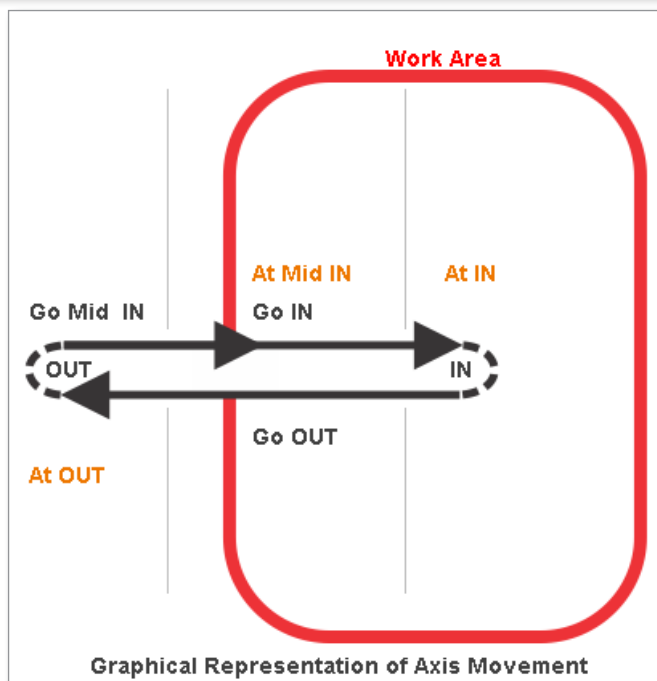 Work Area
At Mid IN
At IN
Go Mid IN
Go IN
OUT
IN
Go OUT
At OUT
Graphical Representation of Axis Movement